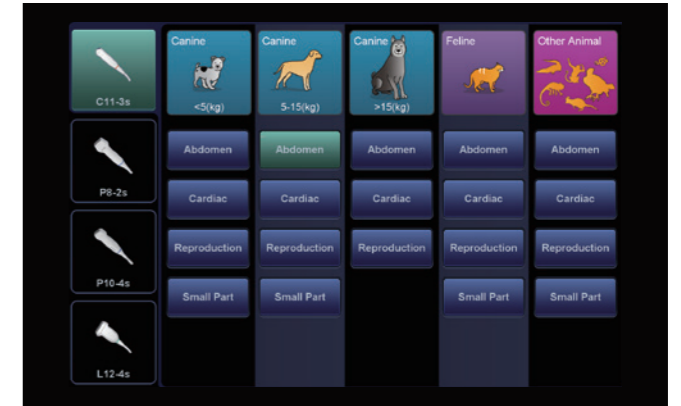 Canine
Canine
Canine
Feline
Other Animal
<5(kg)
5-15(kg)
>15(kg)
C11-3s
Abdomen
Abdomen
Abdomen
Abdomen
Abdomen
P8-2s
Cardiac
Cardiac
Cardiac
Cardiac
Cardiac
Reproduction
Reproduction
Reproduction
Reproduction
Reproduction
P10-4s
Small Part
Small Part
Small Part
Small Part
L12-4s